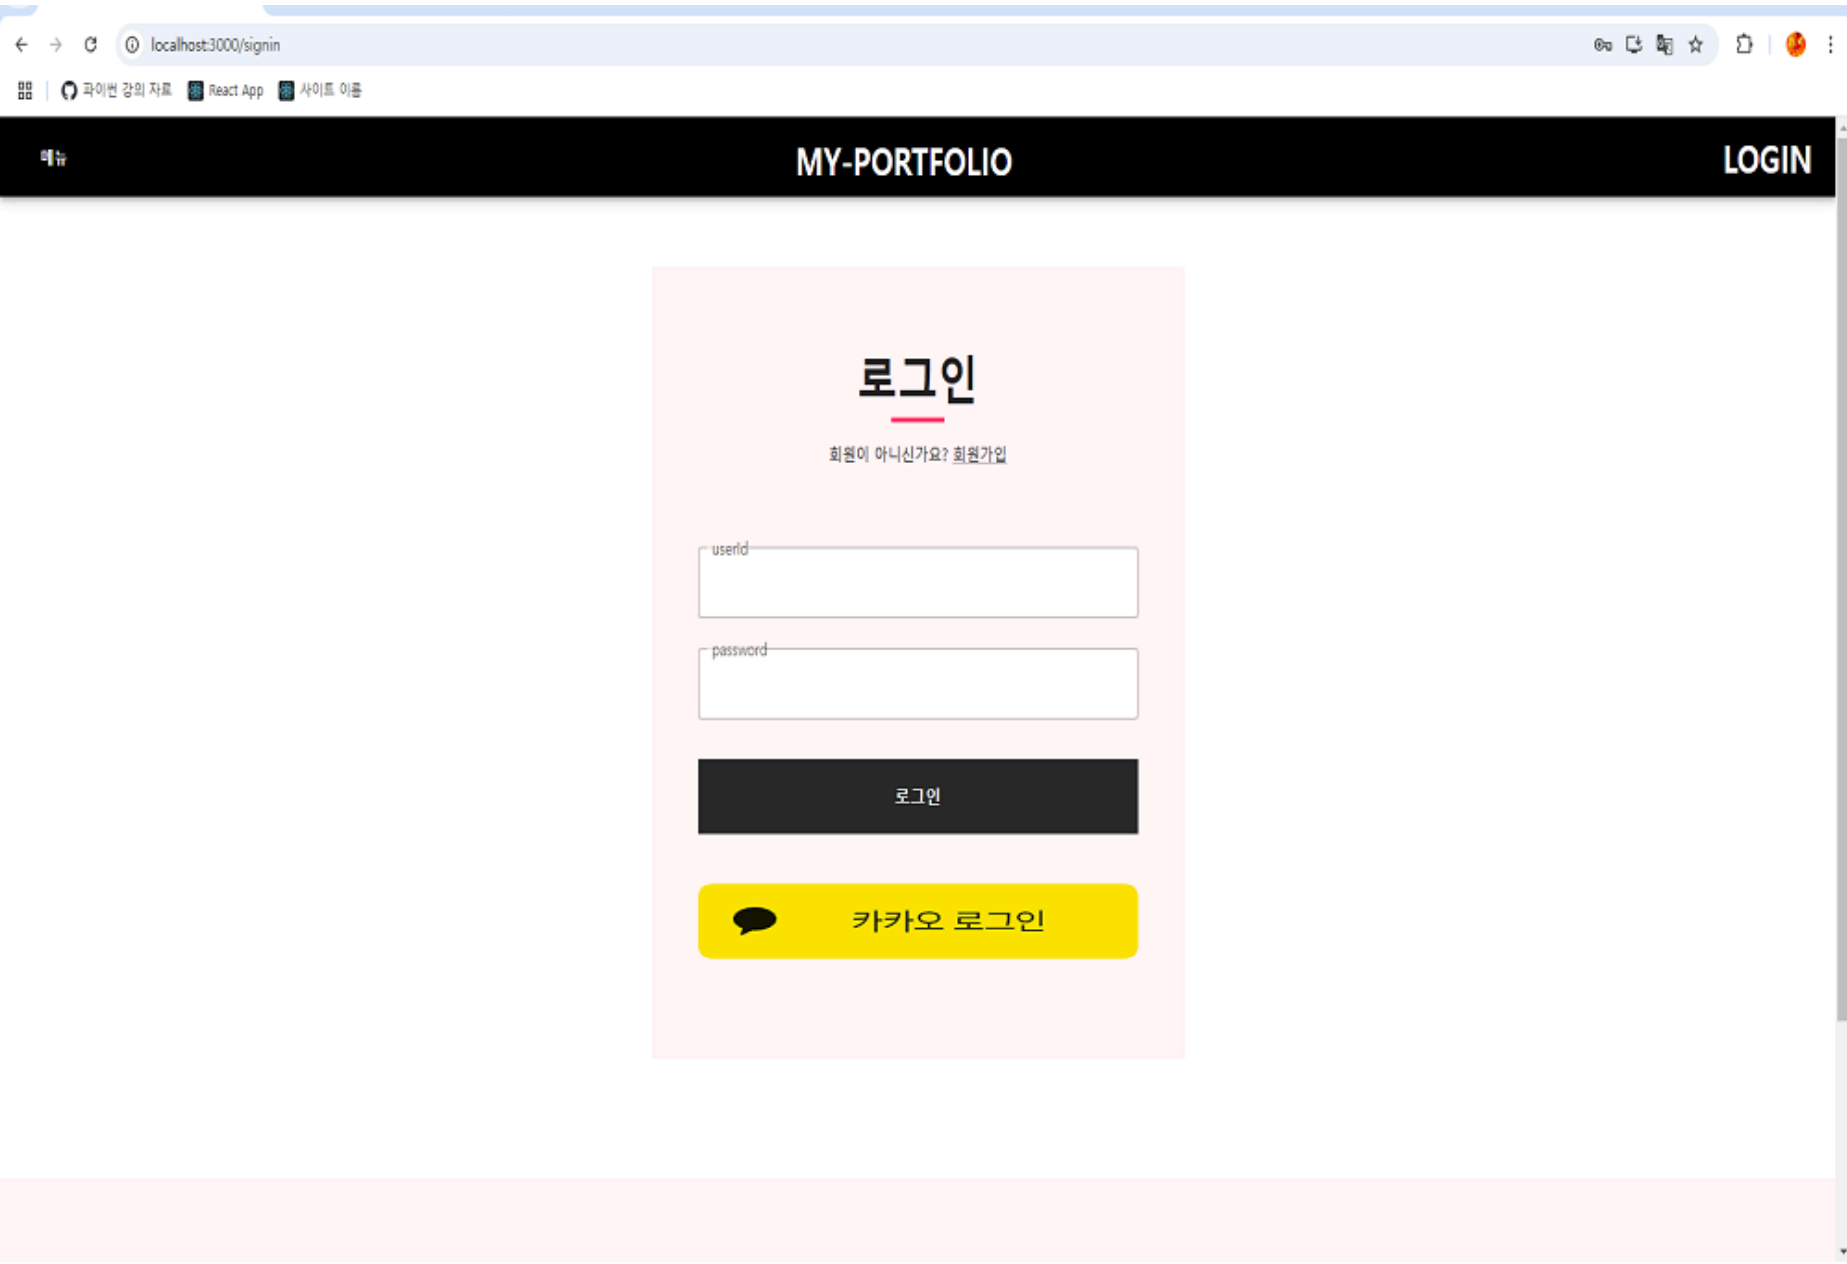 localhost:3000/signin
파이썬 강의 자료 React App 사이트 이름
메뉴 MY-PORTFOLIO LOGIN
로그인
회원이 아니신가요? 회원가입
userId
password
로그인
카카오 로그인